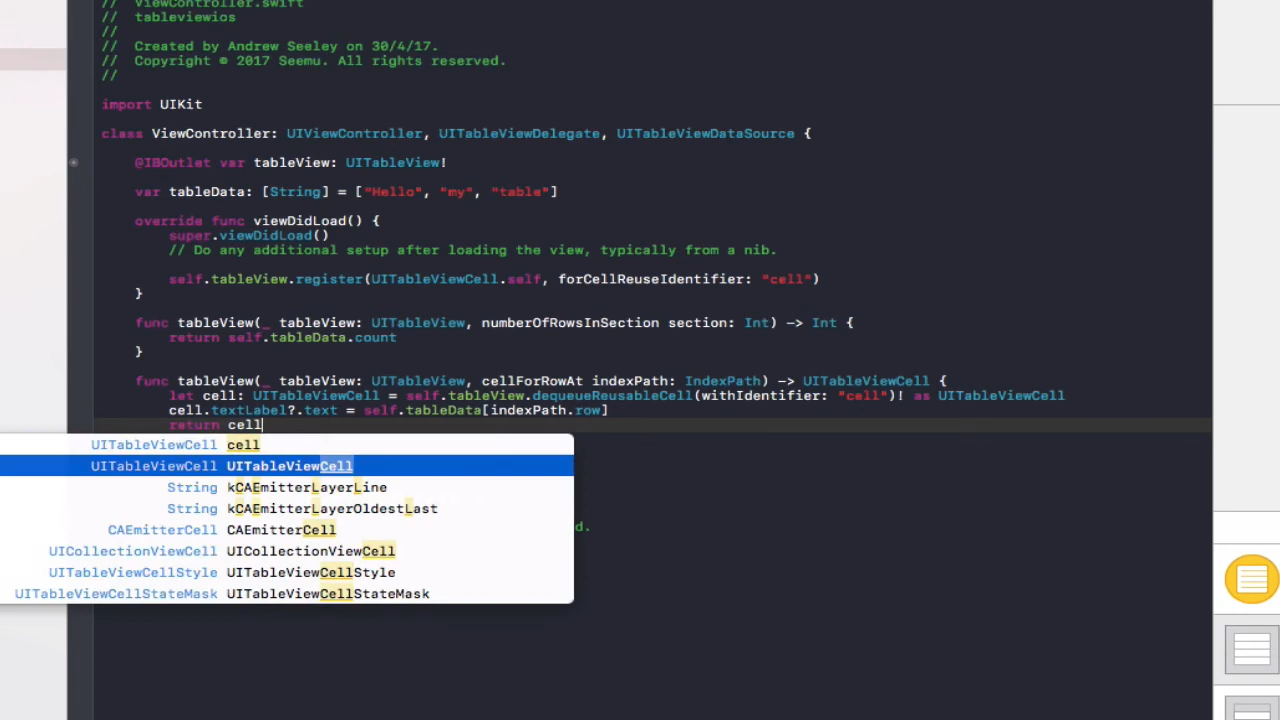 // ViewController.swift
// tableviewios
//
// Created by Andrew Seeley on 30/4/17.
// Copyright © 2017 Seemu. All rights reserved.
//
import UIKit
class ViewController: UIViewController, UITableViewDelegate, UITableViewDataSource {
@IBOutlet var tableView: UITableView!
var tableData: [String] = ["Hello", "my", "table"]
override func viewDidLoad() {
super.viewDidLoad()
// Do any additional setup after loading the view, typically from a nib.
self.tableView.register(UITableViewCell.self, forCellReuseIdentifier: "cell")
}
func tableView(_ tableView: UITableView, numberOfRowsInSection section: Int) -> Int {
return self.tableData.count
}
func tableView(_ tableView: UITableView, cellForRowAt indexPath: IndexPath) -> UITableViewCell {
let cell: UITableViewCell = self.tableView.dequeueReusableCell(withIdentifier: "cell")! as UITableViewCell
cell.textLabel?.text = self.tableData[indexPath.row]
return cell
UITableViewCell cell
UITableViewCell UITableViewCell
String kCAEmitterLayerLine
String kCAEmitterLayerOldestLast
d.
CAEmitterCell CAEmitterCell
UICollectionViewCell UICollectionViewCell
UITableViewCellStyle UITableViewCellStyle
UITableViewCellStateMask UITableViewCellStateMask